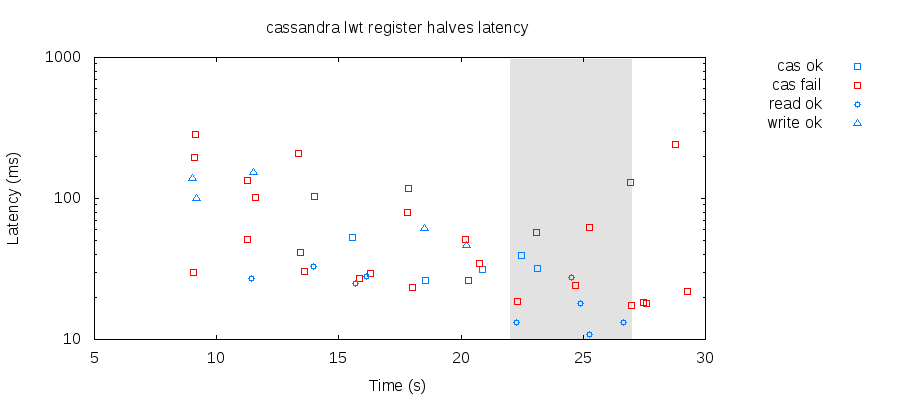 cassandra lwt register halves latency
1000
100
10
Latency (ms)
5 10 15 20 25 30
Time (s)
cas ok
cas fail
read ok
write ok